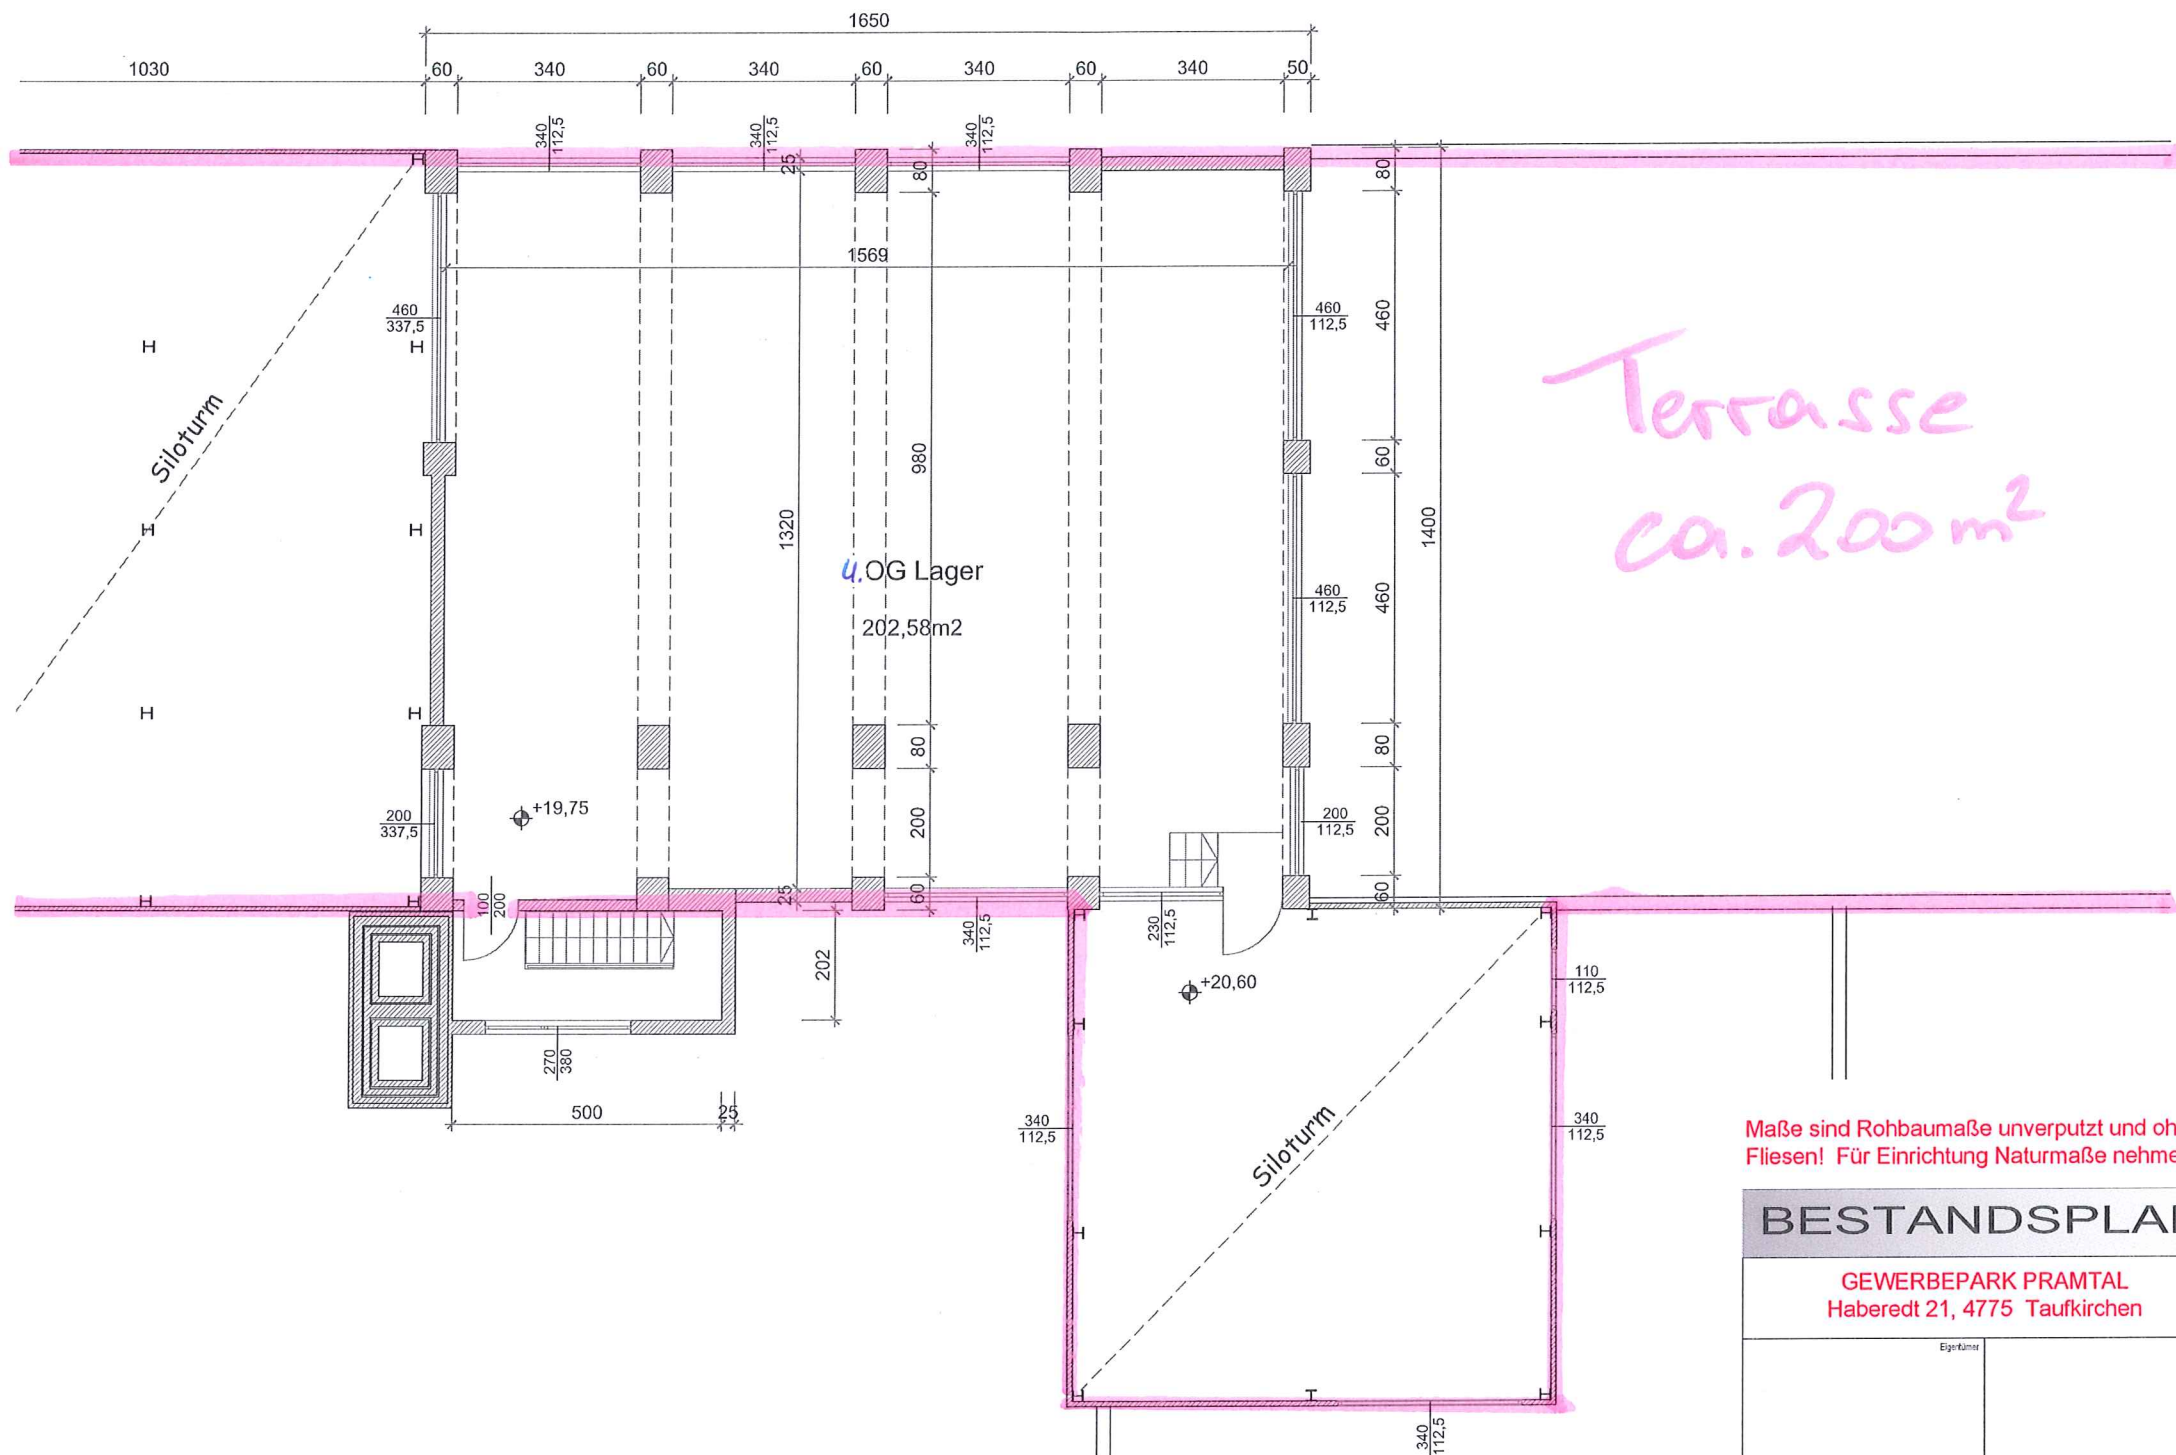 1650
1030 60 340 60 340 60 340 60 340 50
340 112,5
340 112,5
340 112,5
25
80
80
1569
460 337,5
460 112,5
460
H H
Siloturm
Terrasse
ca. 200 m²
980
60
1320
1400
H H
4.OG Lager
202,58m2
460 112,5
460
H H
80
80
+19,75
200 337,5
200
200 112,5
200
H H
100 200
25
60
60
340 112,5
230 112,5
202
+20,60
110 112,5
270 380
500 25
340 112,5
Siloturm
340 112,5
340 112,5
Maße sind Rohbaumaße unverputzt und oh
Fliesen! Für Einrichtung Naturmaße nehme
BESTANDSPLA
GEWERBEPARK PRAMTAL
Haberedt 21, 4775 Taufkirchen
Eigentümer